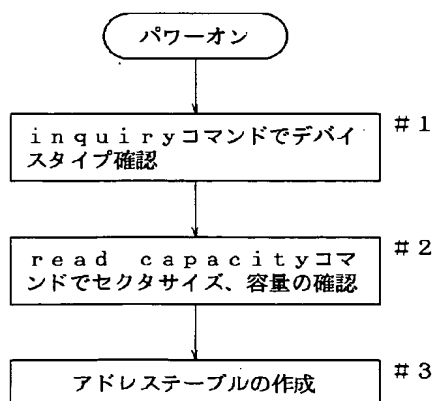 パワーオン
＃１
ｉｎｑｕｉｒｙコマンドでデバイ
スタイプ確認
＃２
ｒｅａｄ　ｃａｐａｃｉｔｙコマ
ンドでセクタサイズ、容量の確認
＃３
アドレステーブルの作成